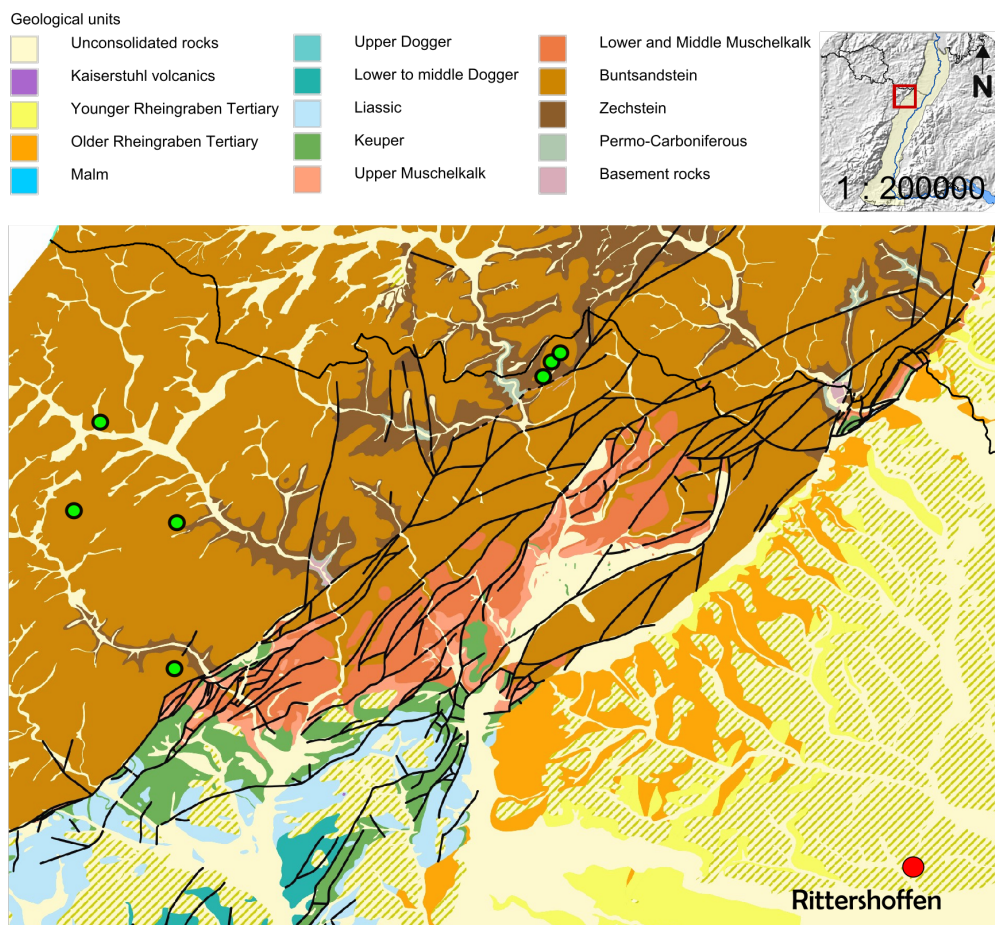 Geological units
Unconsolidated rocks
Kaiserstuhl volcanics
Younger Rheingraben Tertiary
Older Rheingraben Tertiary
Malm
Upper Dogger
Lower to middle Dogger
Liassic
Keuper
Upper Muschelkalk
Lower and Middle Muschelkalk
Buntsandstein
Zechstein
Permo-Carboniferous
Basement rocks
N
1 : 200000
Rittershoffen